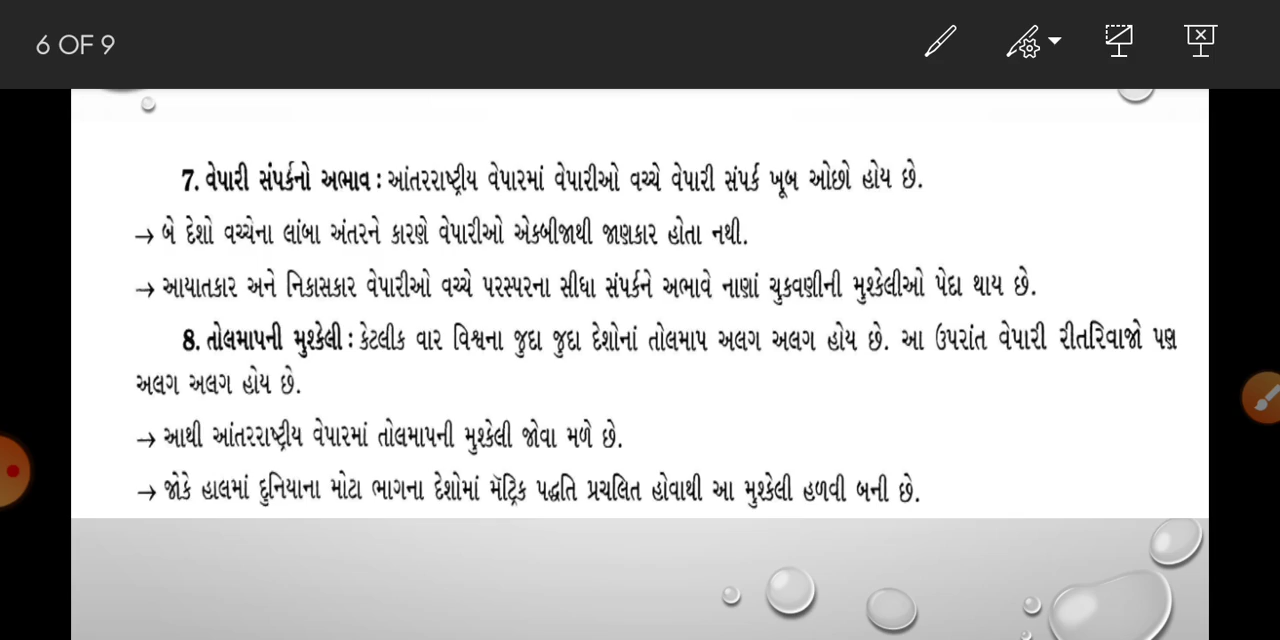 6 OF 9
7. વેપારી સંપર્કનો અભાવ : આંતરરાષ્ટ્રીય વેપારમાં વેપારીઓ વચ્ચે વેપારી સંપર્ક ખૂબ ઓછો હોય છે.
→ બે દેશો વચ્ચેના લાંબા અંતરને કારણે વેપારીઓ એકબીજાથી જાણકાર હોતા નથી.
→ આયાતકાર અને નિકાસકાર વેપારીઓ વચ્ચે પરસ્પરના સીધા સંપર્કને અભાવે નાણાં ચુકવણીની મુશ્કેલીઓ પેદા થાય છે.
8. તોલમાપની મુશ્કેલી : કેટલીક વાર વિશ્વના જુદા જુદા દેશોનાં તોલમાપ અલગ અલગ હોય છે. આ ઉપરાંત વેપારી રીતરિવાજો પણ
અલગ અલગ હોય છે.
→ આથી આંતરરાષ્ટ્રીય વેપારમાં તોલમાપની મુશ્કેલી જોવા મળે છે.
→ જોકે હાલમાં દુનિયાના મોટા ભાગના દેશોમાં મૅટ્રિક પદ્ધતિ પ્રચલિત હોવાથી આ મુશ્કેલી હળવી બની છે.